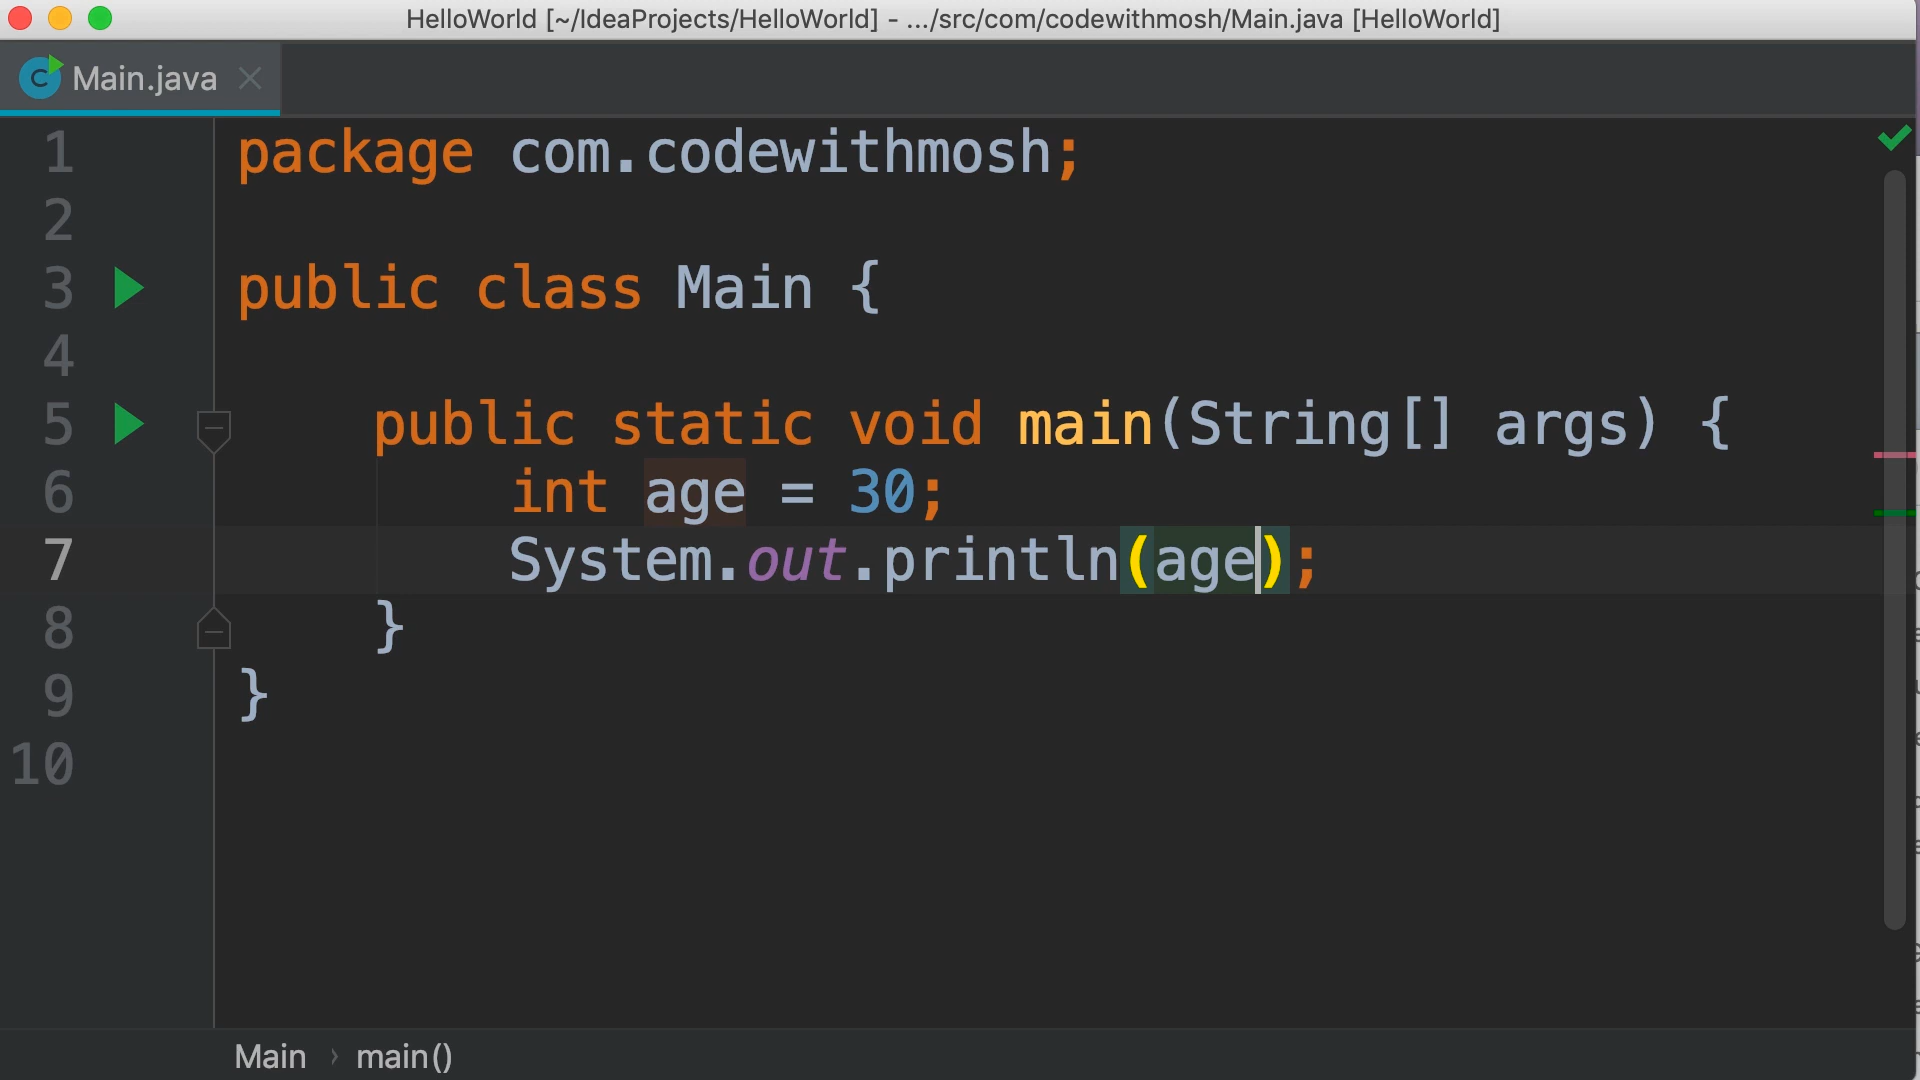 HelloWorld [~/IdeaProjects/HelloWorld] - .../src/com/codewithmosh/Main.java [HelloWorld]
C Main.java
1 package com.codewithmosh;
2
3 public class Main {
4
5 public static void main(String[] args) {
6 int age = 30;
7 System.out.println(age);
8 }
9 }
10
Main › main()